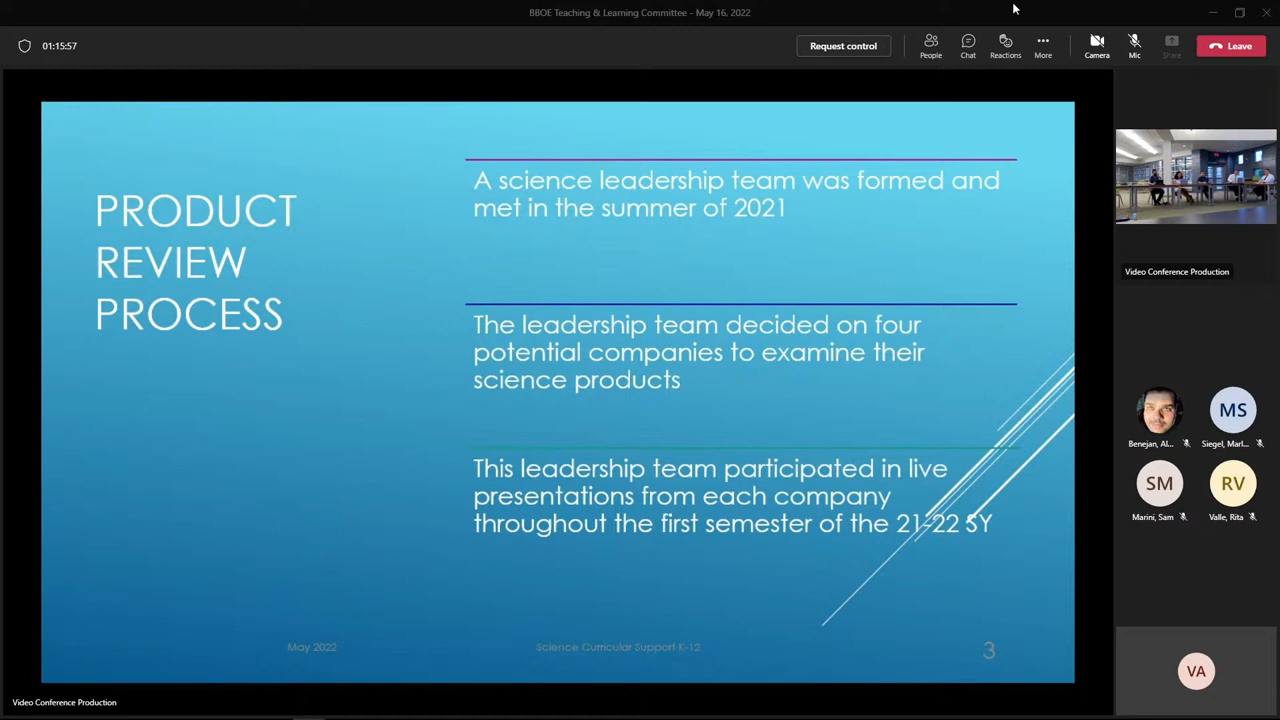 BBOE Teaching & Learning Committee - May 16, 2022
01:15:57
Request control
People
Chat
Reactions
More
Camera
Mic
Share
Leave
PRODUCT
REVIEW
PROCESS
A science leadership team was formed and
met in the summer of 2021
The leadership team decided on four
potential companies to examine their
science products
This leadership team participated in live
presentations from each company
throughout the first semester of the 21-22 SY
May 2022
Science Curricular Support K-12
3
Video Conference Production
Video Conference Production
Benejan, Al...
MS
Siegel, Marl...
SM
Marini, Sam
RV
Valle, Rita
VA